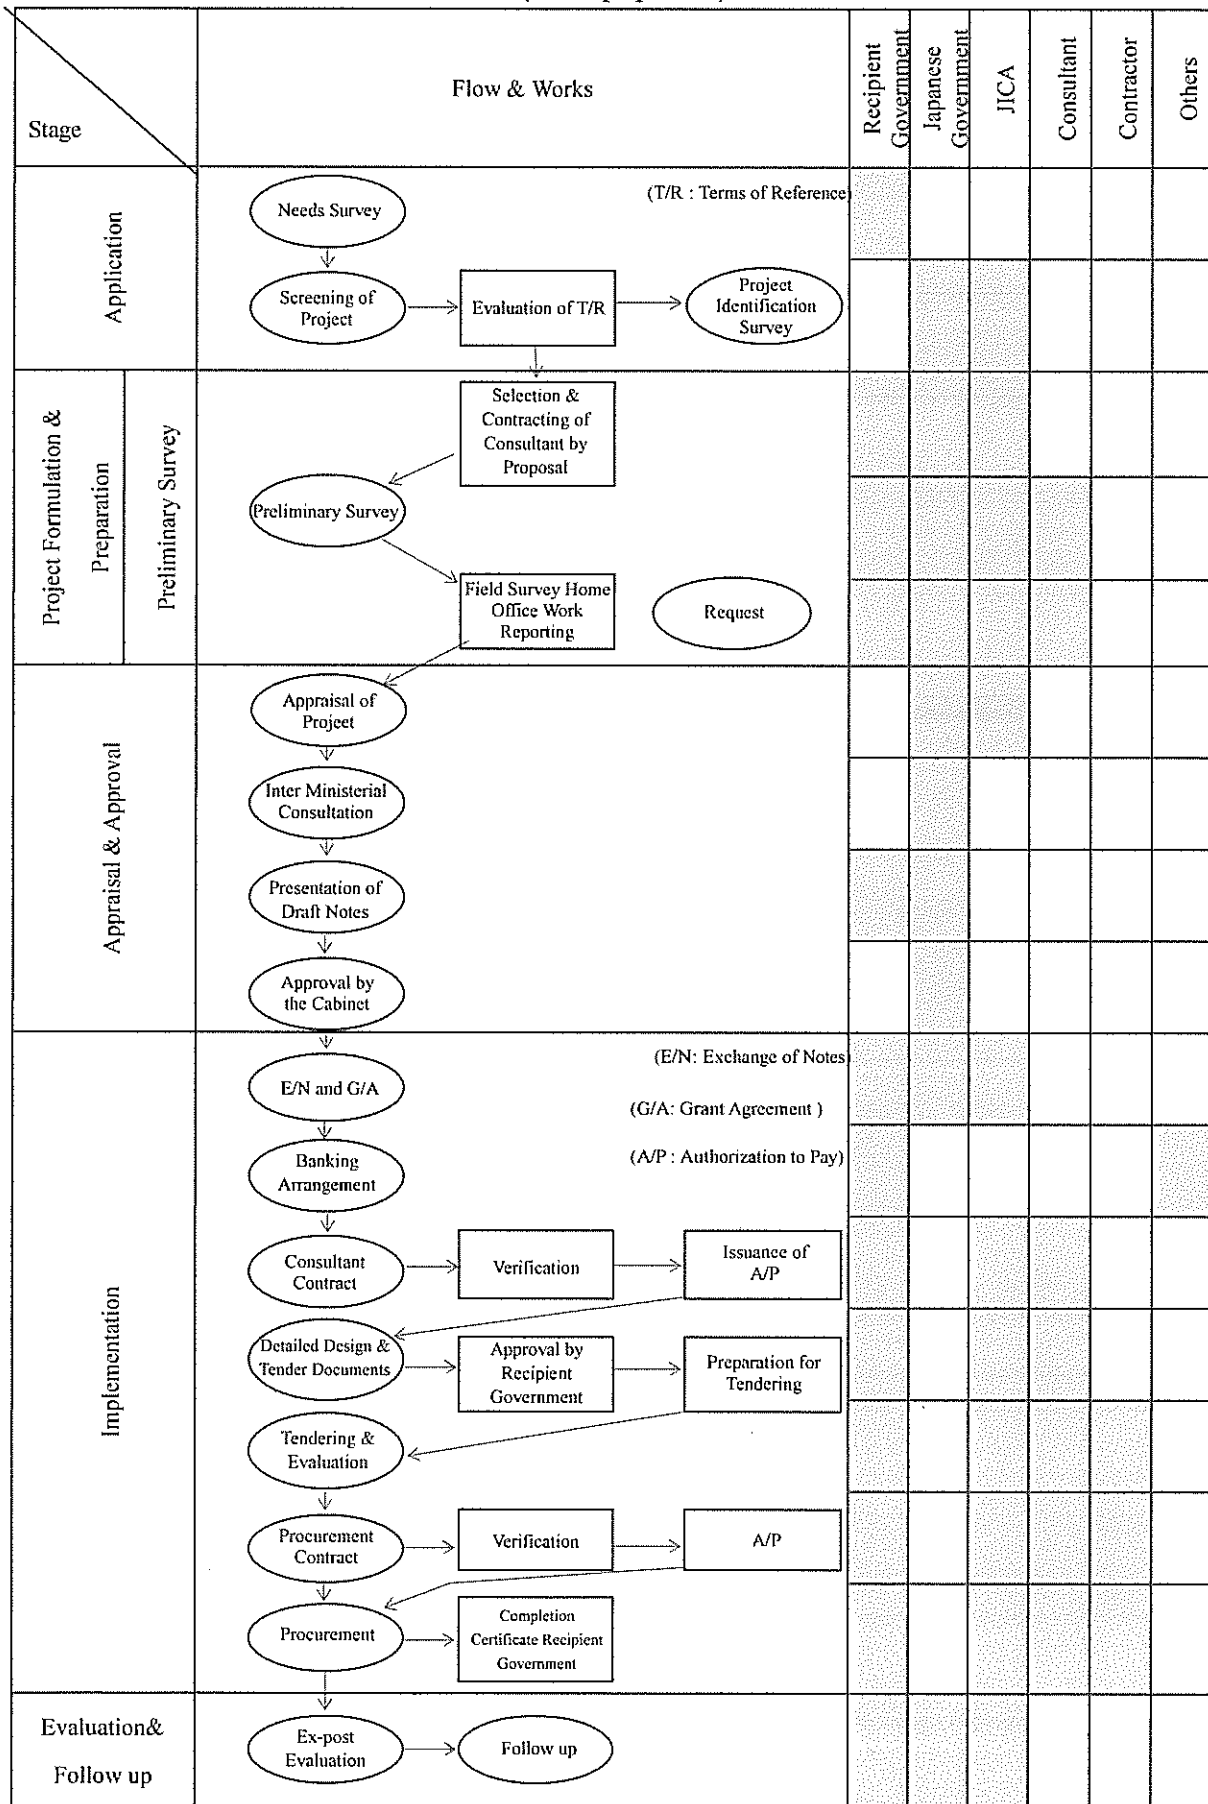 Stage
Flow & Works
Recipient
Government
Japanese
Government
JICA
Consultant
Contractor
Others
Application
(T/R : Terms of Reference)
Needs Survey
Screening of
Project
Evaluation of T/R
Project
Identification
Survey
Project Formulation &
Preparation
Preliminary Survey
Selection &
Contracting of
Consultant by
Proposal
Preliminary Survey
Field Survey Home
Office Work
Reporting
Request
Appraisal & Approval
Appraisal of
Project
Inter Ministerial
Consultation
Presentation of
Draft Notes
Approval by
the Cabinet
Implementation
(E/N: Exchange of Notes)
E/N and G/A
(G/A: Grant Agreement )
(A/P : Authorization to Pay)
Banking
Arrangement
Consultant
Contract
Verification
Issuance of
A/P
Detailed Design &
Tender Documents
Approval by
Recipient
Government
Preparation for
Tendering
Tendering &
Evaluation
Procurement
Contract
Verification
A/P
Procurement
Completion
Certificate Recipient
Government
Evaluation&
Follow up
Ex-post
Evaluation
Follow up